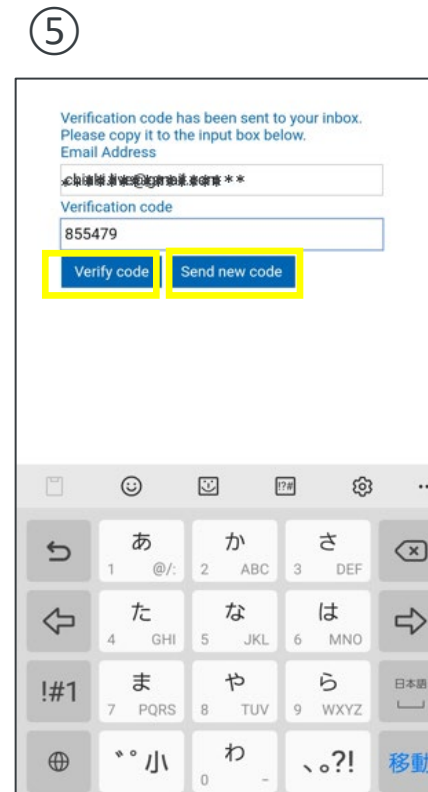 ⑤
Verification code has been sent to your inbox.
Please copy it to the input box below.
Email Address
Verification code
855479
Verify code Send new code
!?#
あ か さ
1 @/: 2 ABC 3 DEF
た な は
4 GHI 5 JKL 6 MNO
!#1 ま や ら 日本語
7 PQRS 8 TUV 9 WXYZ
゛゜小 わ 、。?! 移動
0 -